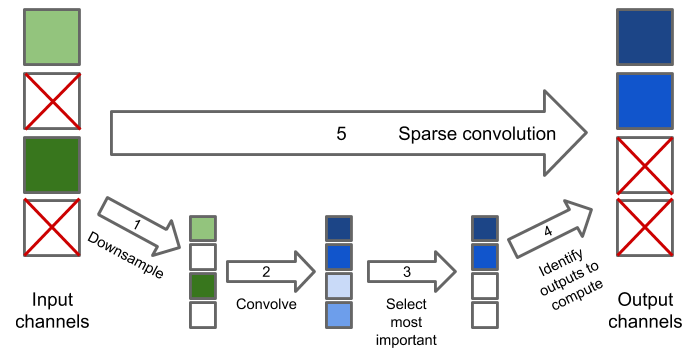 5 Sparse convolution
1
Downsample
2
Convolve
3
Select
most
important
4
Identify
outputs to
compute
Input
channels
Output
channels